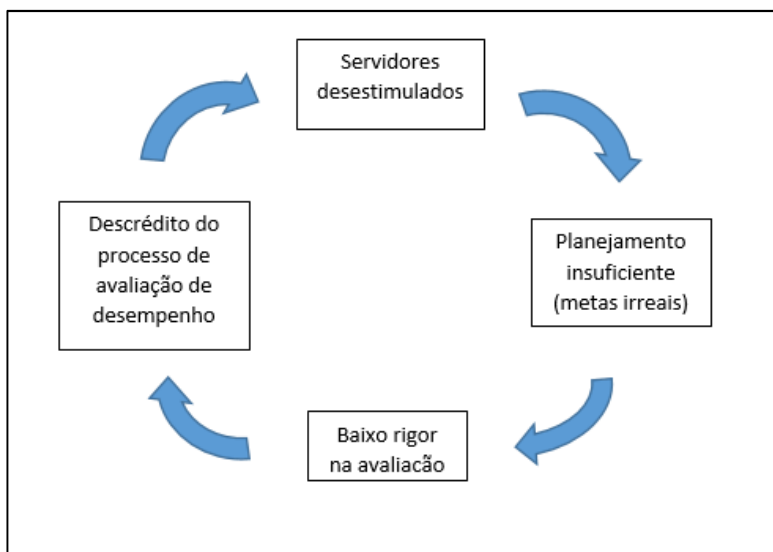 Servidores
desestimulados
Planejamento
insuficiente
(metas irreais)
Baixo rigor
na avaliacão
Descrédito do
processo de
avaliação de
desempenho